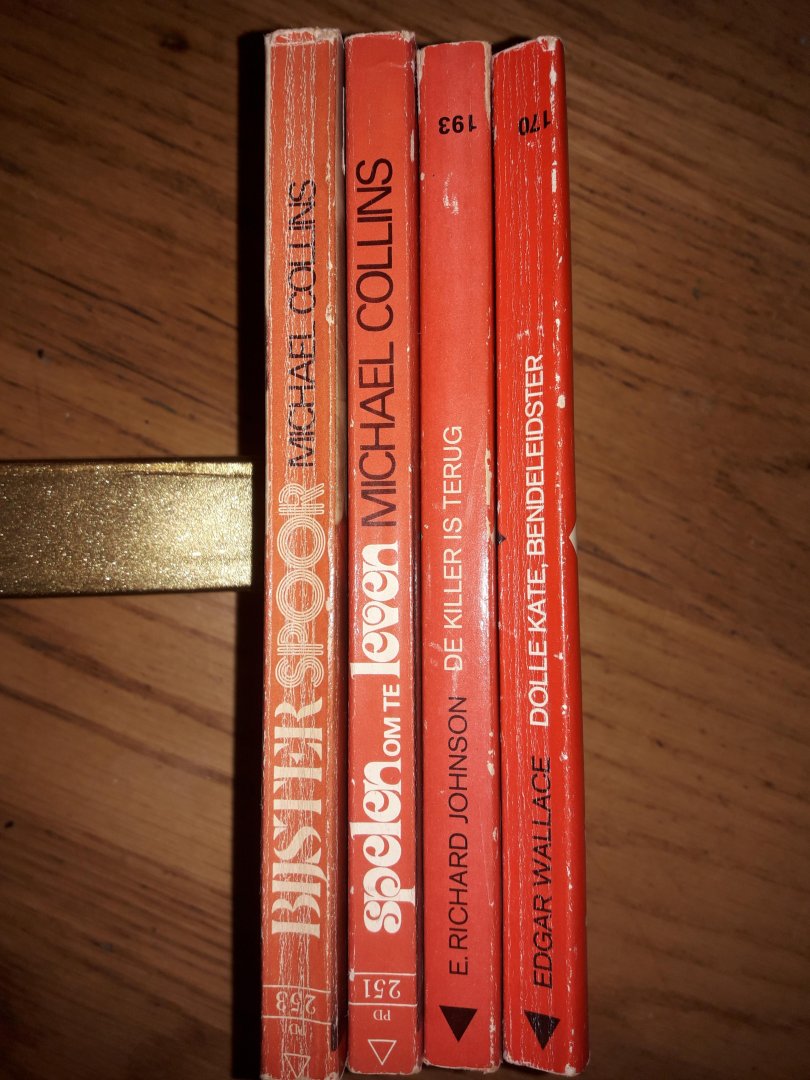 BIJSTER SPOOR MICHAEL COLLINS
PD 253
spelen OM TE leven MICHAEL COLLINS
PD 251
E. RICHARD JOHNSON DE KILLER IS TERUG
193
EDGAR WALLACE DOLLE KATE, BENDELEIDSTER
170